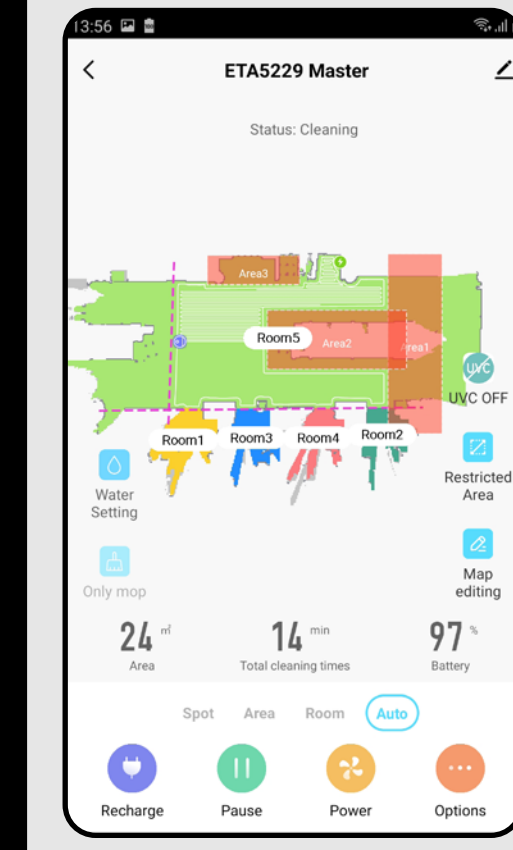 13:56
ETA5229 Master
Status: Cleaning
Area3
Room5
Area2
Area1
UVC
UVC OFF
Room1
Room3
Room4
Room2
Water
Setting
Restricted
Area
Only mop
Map
editing
24 ㎡
Area
14 min
Total cleaning times
97 %
Battery
Spot
Area
Room
Auto
Recharge
Pause
Power
Options